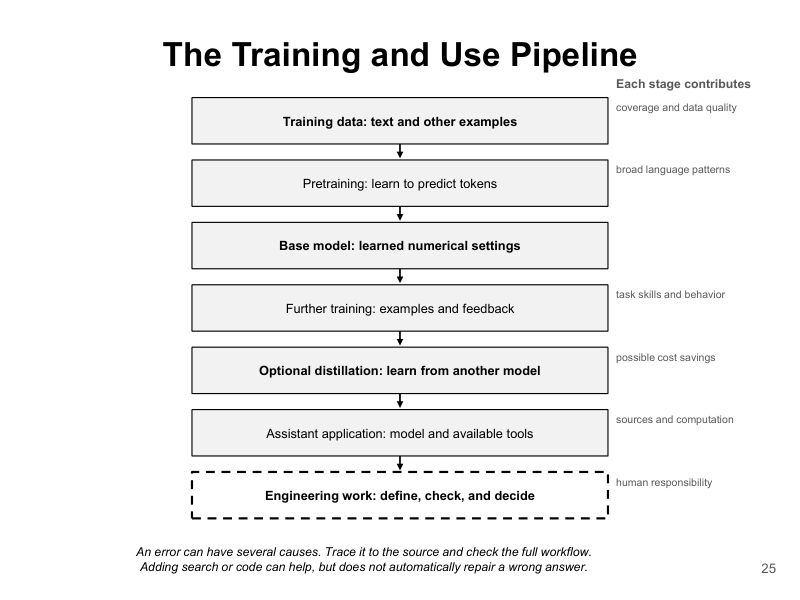 The Training and Use Pipeline
Each stage contributes
Training data: text and other examples
coverage and data quality
Pretraining: learn to predict tokens
broad language patterns
Base model: learned numerical settings
Further training: examples and feedback
task skills and behavior
Optional distillation: learn from another model
possible cost savings
Assistant application: model and available tools
sources and computation
Engineering work: define, check, and decide
human responsibility
An error can have several causes. Trace it to the source and check the full workflow.
Adding search or code can help, but does not automatically repair a wrong answer.
25